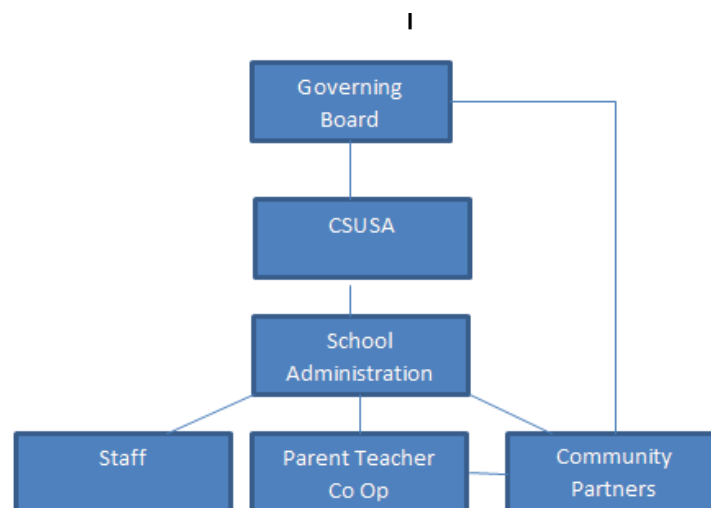 I
Governing
Board
CSUSA
School
Administration
Staff
Parent Teacher
Co Op
Community
Partners